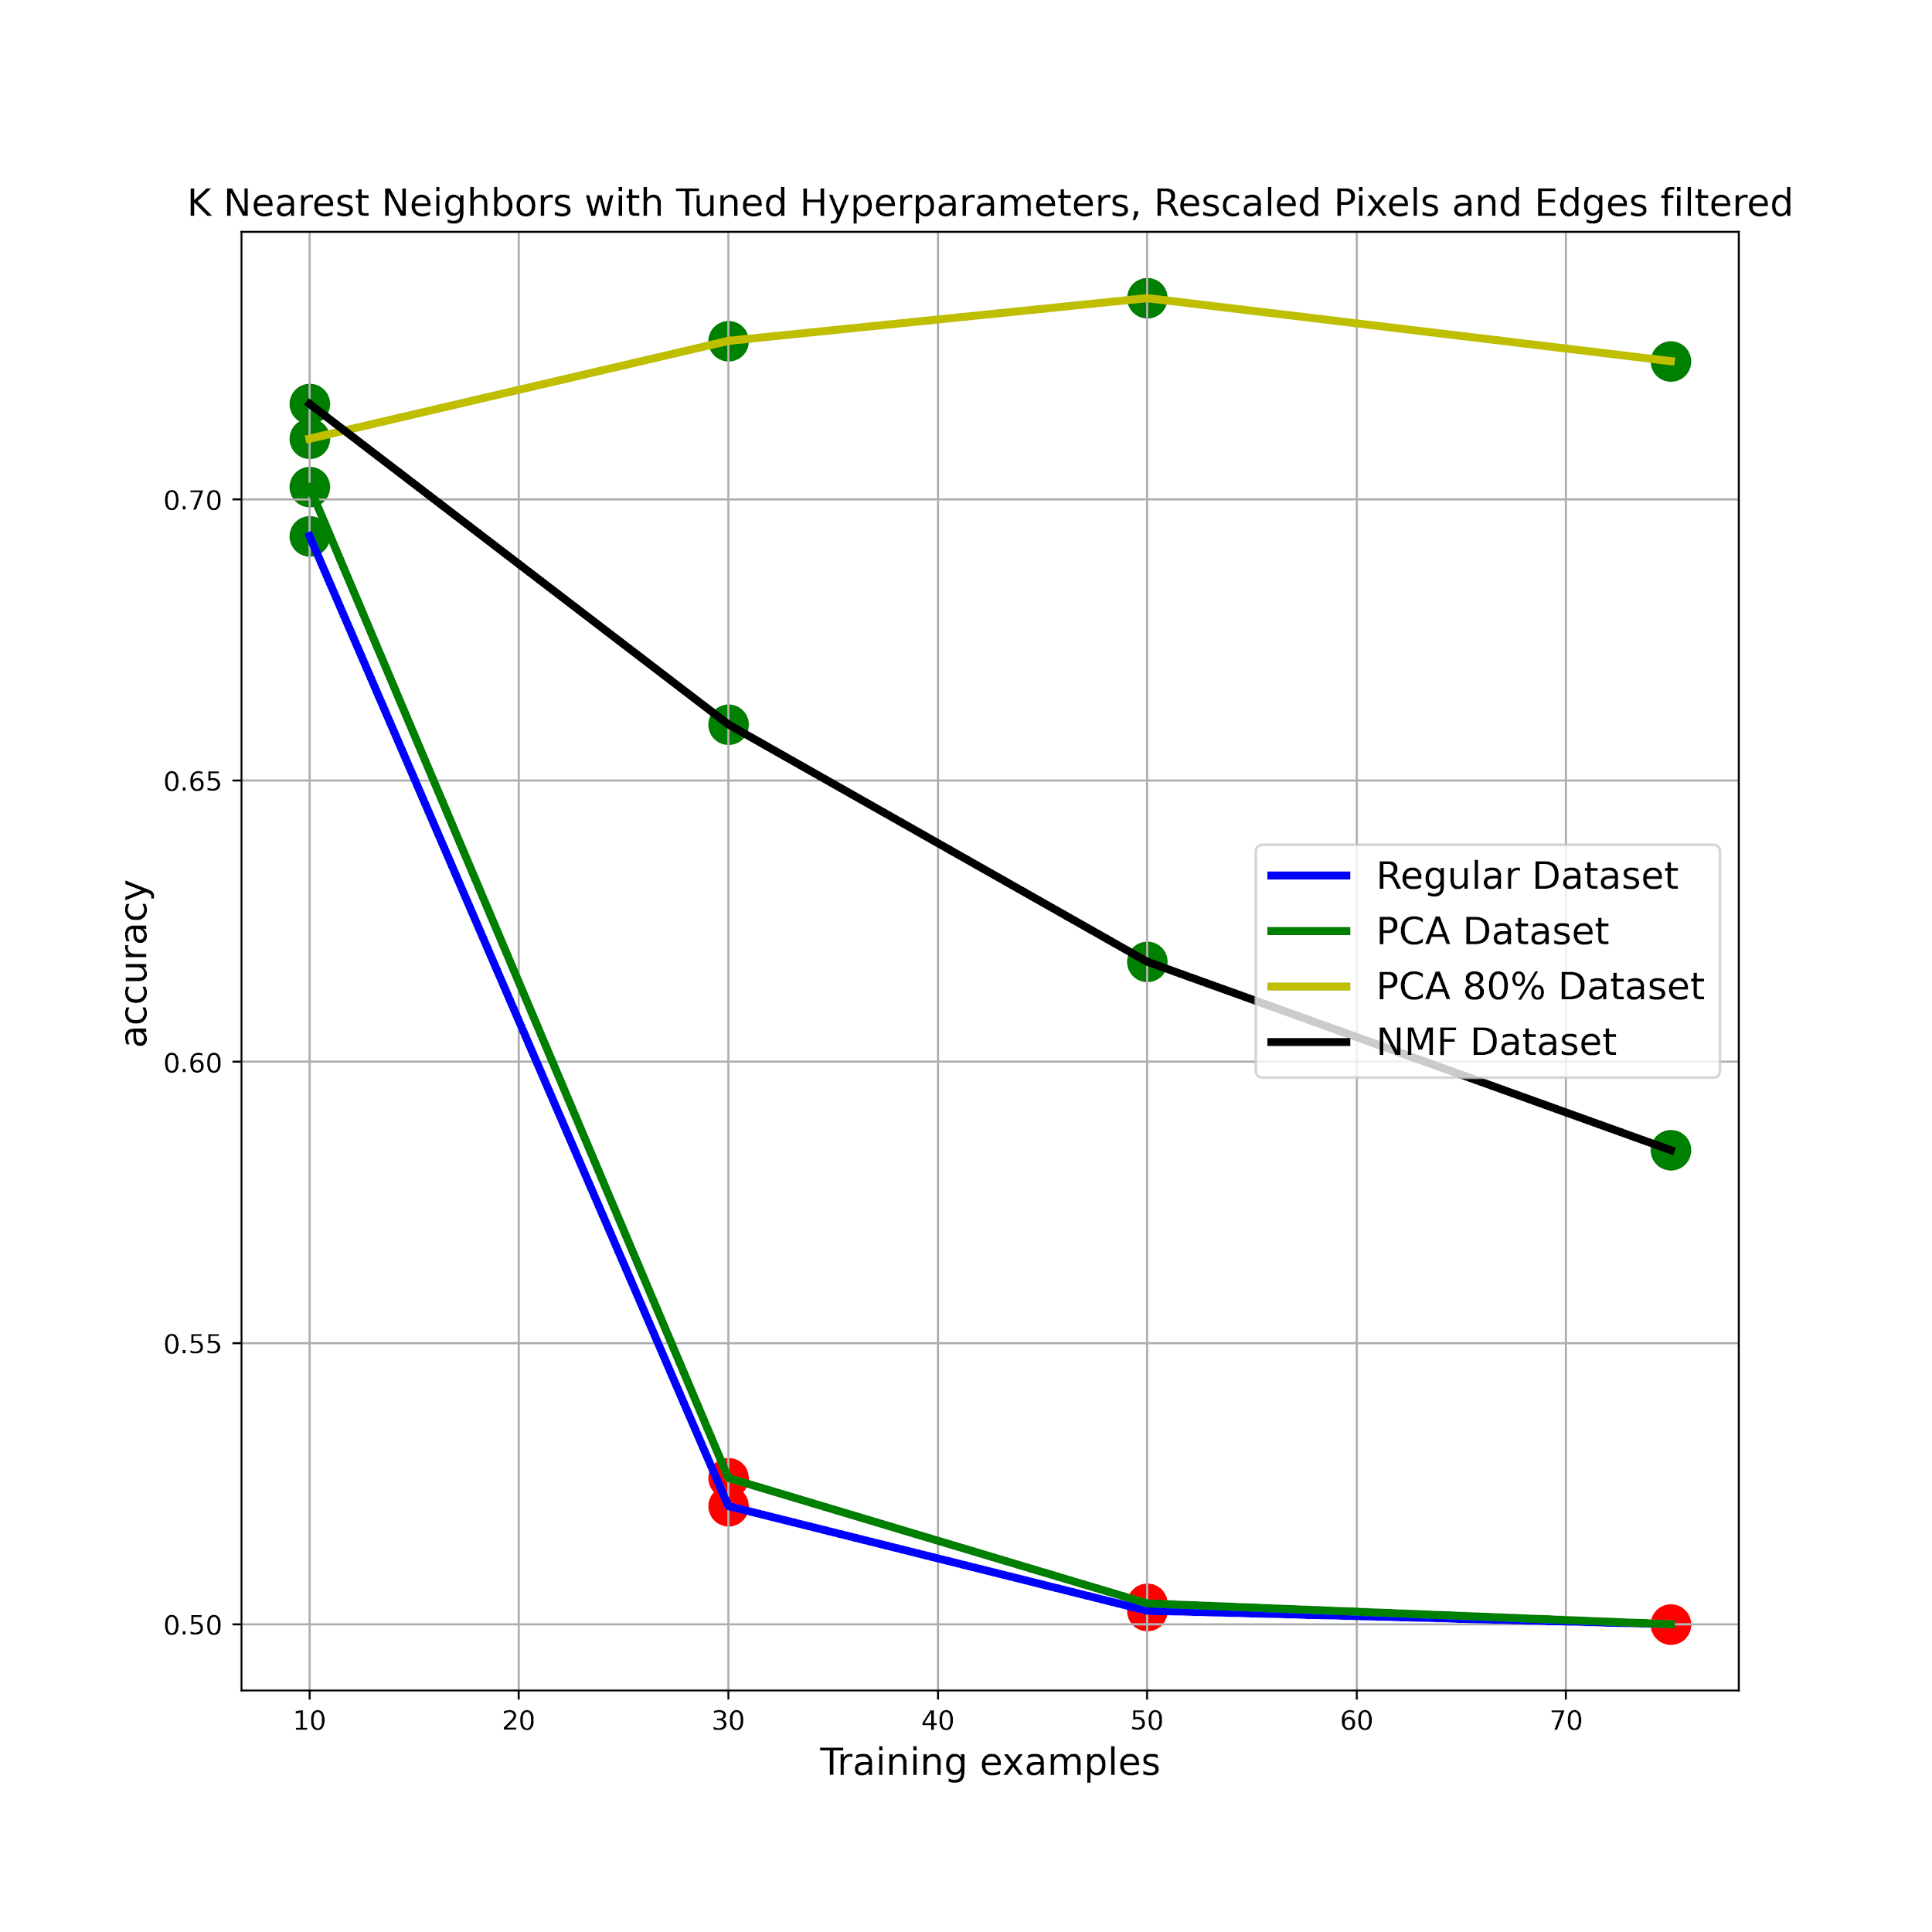 K Nearest Neighbors with Tuned Hyperparameters, Rescaled Pixels and Edges filtered
0.70
0.65
0.60
0.55
0.50
accuracy
Regular Dataset
PCA Dataset
PCA 80% Dataset
NMF Dataset
10 20 30 40 50 60 70
Training examples